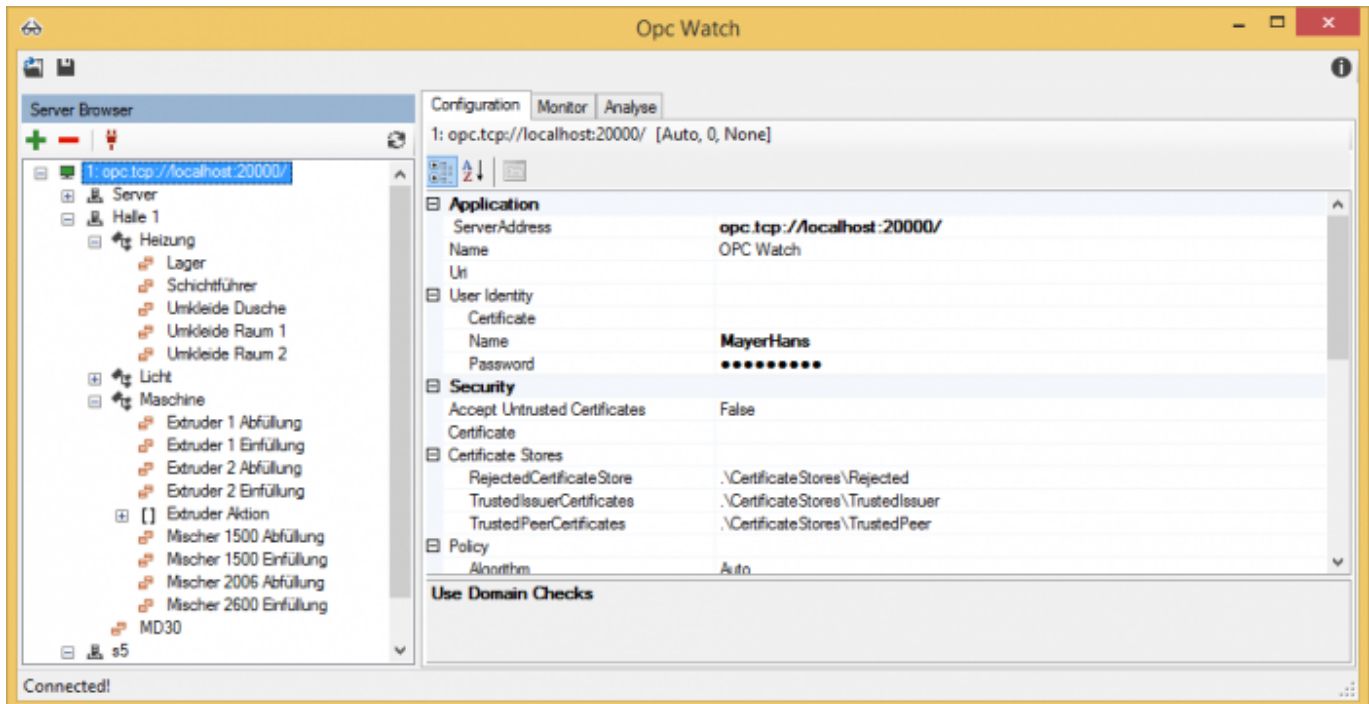 Opc Watch
Server Browser
1: opc.tcp://localhost:20000/
Server
Halle 1
Heizung
Lager
Schichtführer
Umkleide Dusche
Umkleide Raum 1
Umkleide Raum 2
Licht
Maschine
Extruder 1 Abfüllung
Extruder 1 Einfüllung
Extruder 2 Abfüllung
Extruder 2 Einfüllung
[] Extruder Aktion
Mischer 1500 Abfüllung
Mischer 1500 Einfüllung
Mischer 2006 Abfüllung
Mischer 2600 Einfüllung
MD30
s5
Configuration Monitor Analyse
1: opc.tcp://localhost:20000/ [Auto, 0, None]
Application
ServerAddress opc.tcp://localhost:20000/
Name OPC Watch
Uri
User Identity
Certificate
Name MayerHans
Password ●●●●●●●●●
Security
Accept Untrusted Certificates False
Certificate
Certificate Stores
RejectedCertificateStore .\CertificateStores\Rejected
TrustedIssuerCertificates .\CertificateStores\TrustedIssuer
TrustedPeerCertificates .\CertificateStores\TrustedPeer
Policy
Algorithm Auto
Use Domain Checks
Connected!